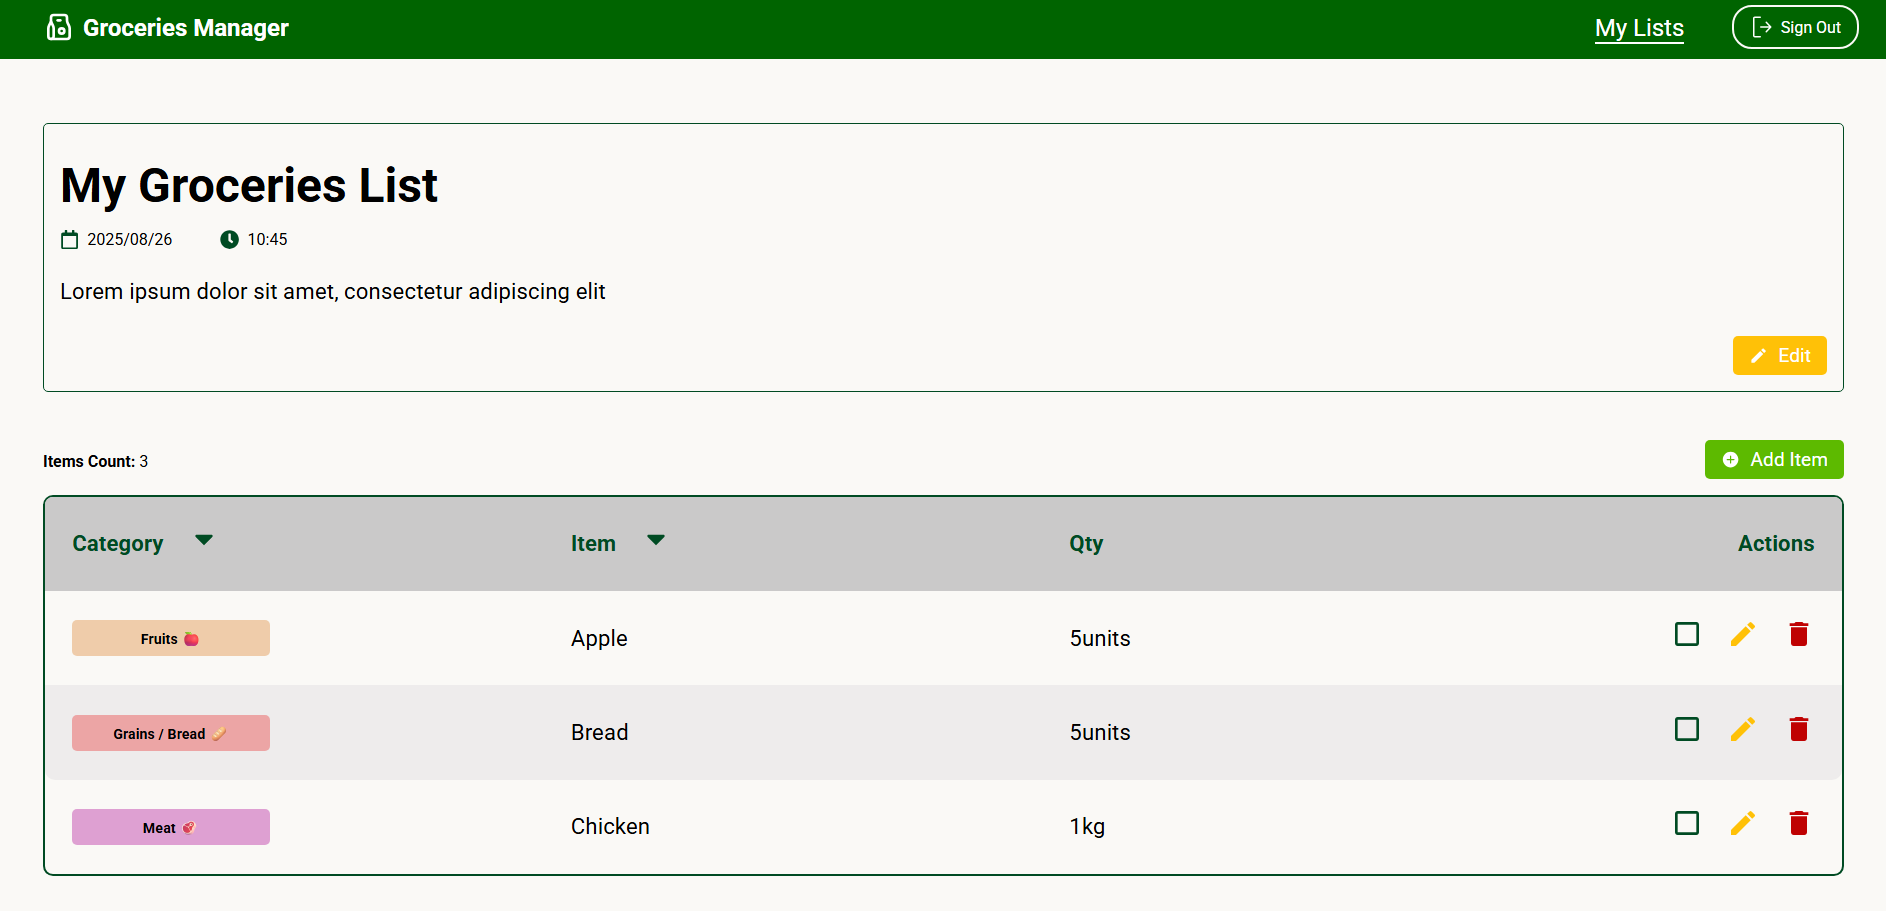 Groceries Manager My Lists Sign Out
My Groceries List
2025/08/26 10:45
Lorem ipsum dolor sit amet, consectetur adipiscing elit
Edit
Items Count: 3 Add Item
Category Item Qty Actions
Fruits 🍎 Apple 5units
Grains / Bread 🥖 Bread 5units
Meat 🥩 Chicken 1kg